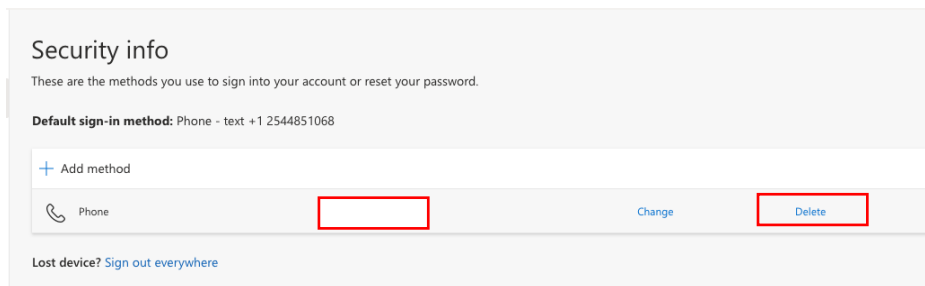 Security info
These are the methods you use to sign into your account or reset your password.
Default sign-in method: Phone - text +1 2544851068
+ Add method
Phone Change Delete
Lost device? Sign out everywhere